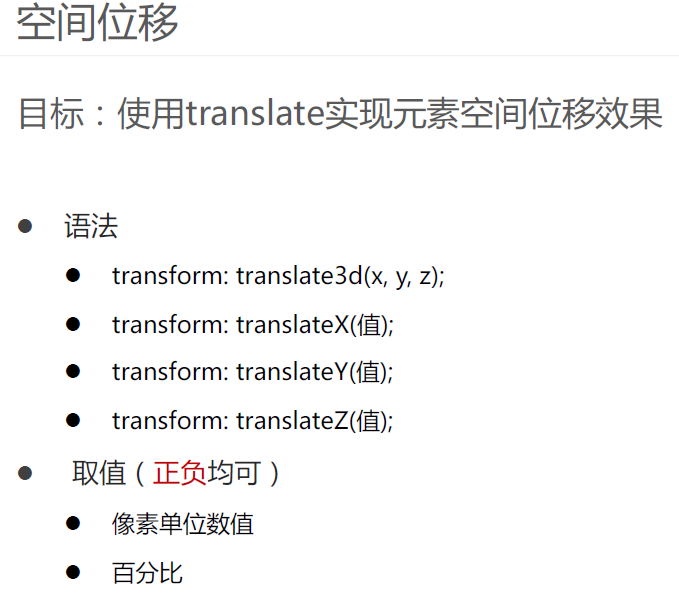 空间位移
目标：使用translate实现元素空间位移效果
● 语法
● transform: translate3d(x, y, z);
● transform: translateX(值);
● transform: translateY(值);
● transform: translateZ(值);
● 取值（正负均可）
● 像素单位数值
● 百分比